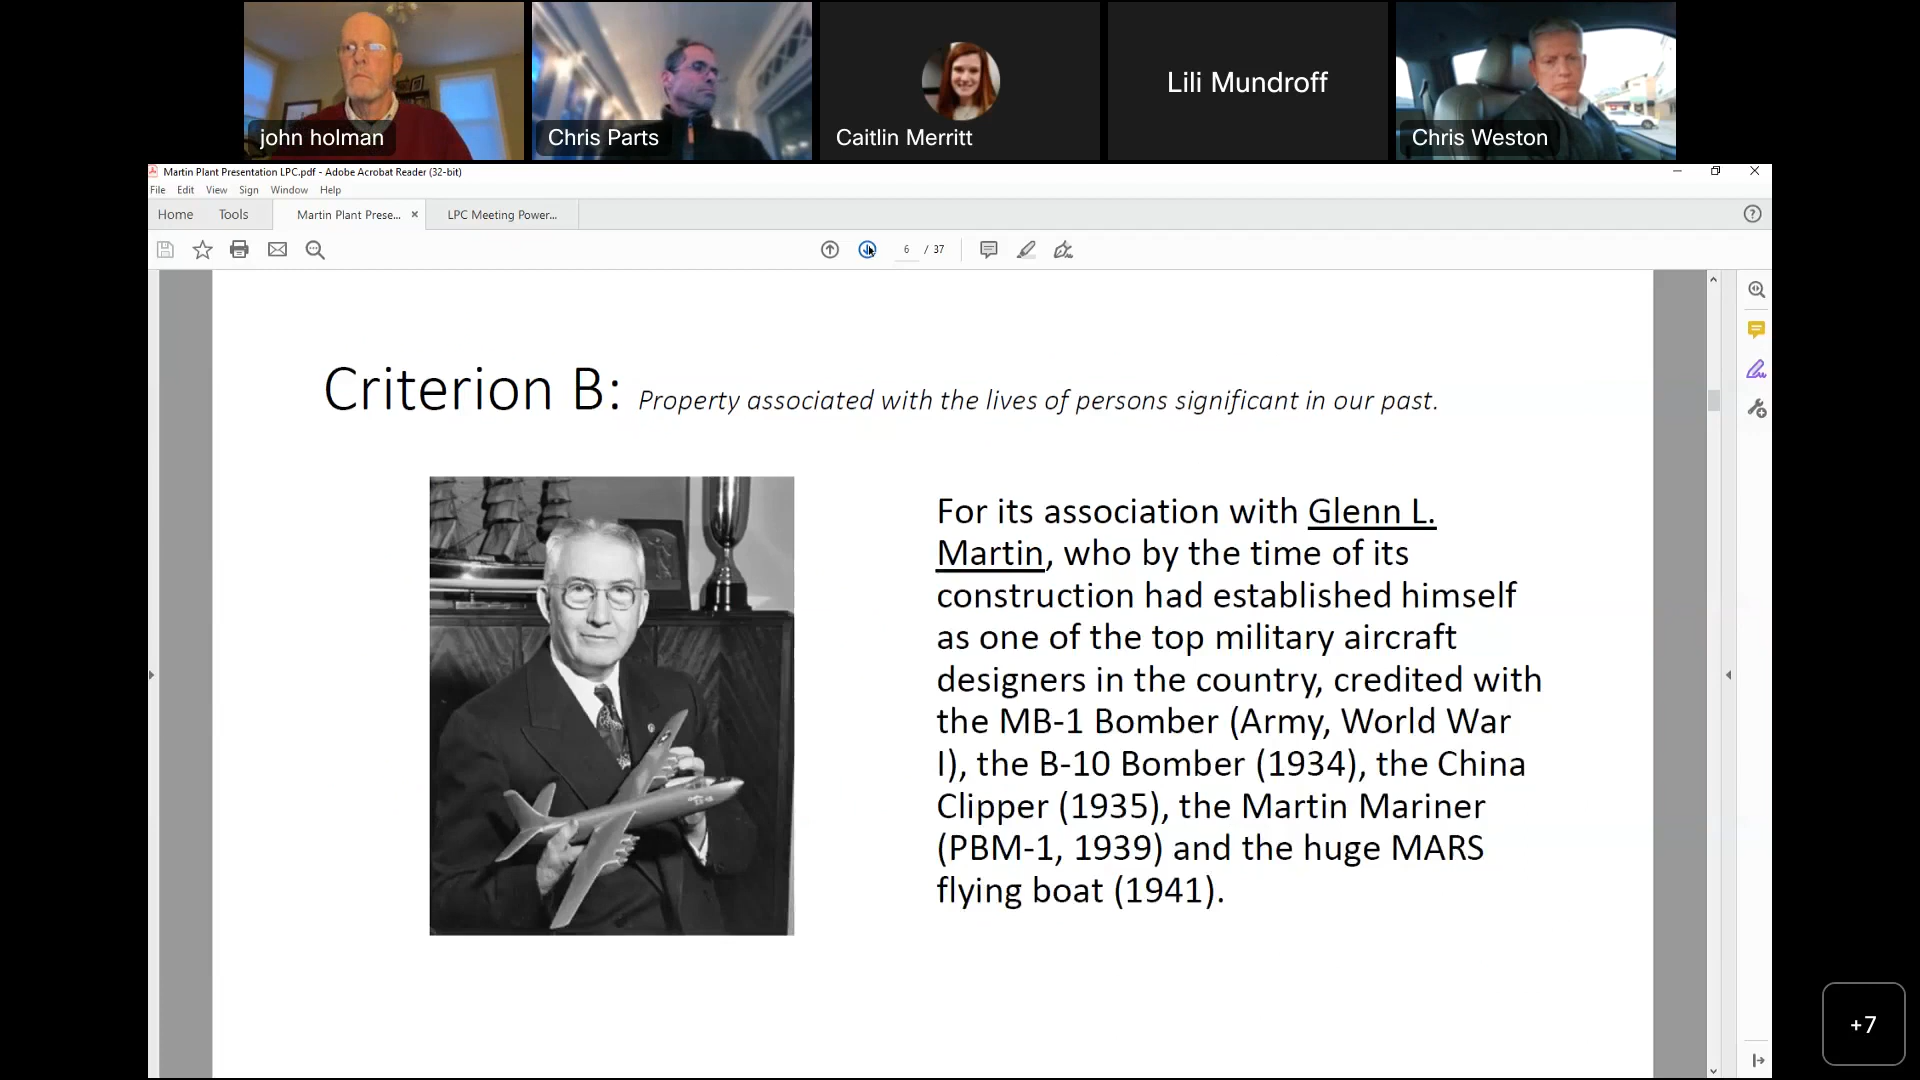 john holman
Chris Parts
Caitlin Merritt
Lili Mundroff
Chris Weston
Martin Plant Presentation LPC.pdf - Adobe Acrobat Reader (32-bit)
File Edit View Sign Window Help
Home Tools Martin Plant Prese... × LPC Meeting Power...
6 / 37
Criterion B: Property associated with the lives of persons significant in our past.
For its association with Glenn L.
Martin, who by the time of its
construction had established himself
as one of the top military aircraft
designers in the country, credited with
the MB-1 Bomber (Army, World War
I), the B-10 Bomber (1934), the China
Clipper (1935), the Martin Mariner
(PBM-1, 1939) and the huge MARS
flying boat (1941).
+7